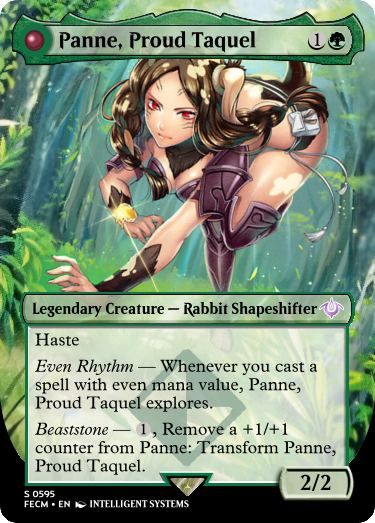 Panne, Proud Taquel 1
Legendary Creature — Rabbit Shapeshifter
Haste
Even Rhythm — Whenever you cast a
spell with even mana value, Panne,
Proud Taquel explores.
Beaststone — 1 , Remove a +1/+1
counter from Panne: Transform Panne,
Proud Taquel.
2/2
S 0595
FECM • EN INTELLIGENT SYSTEMS